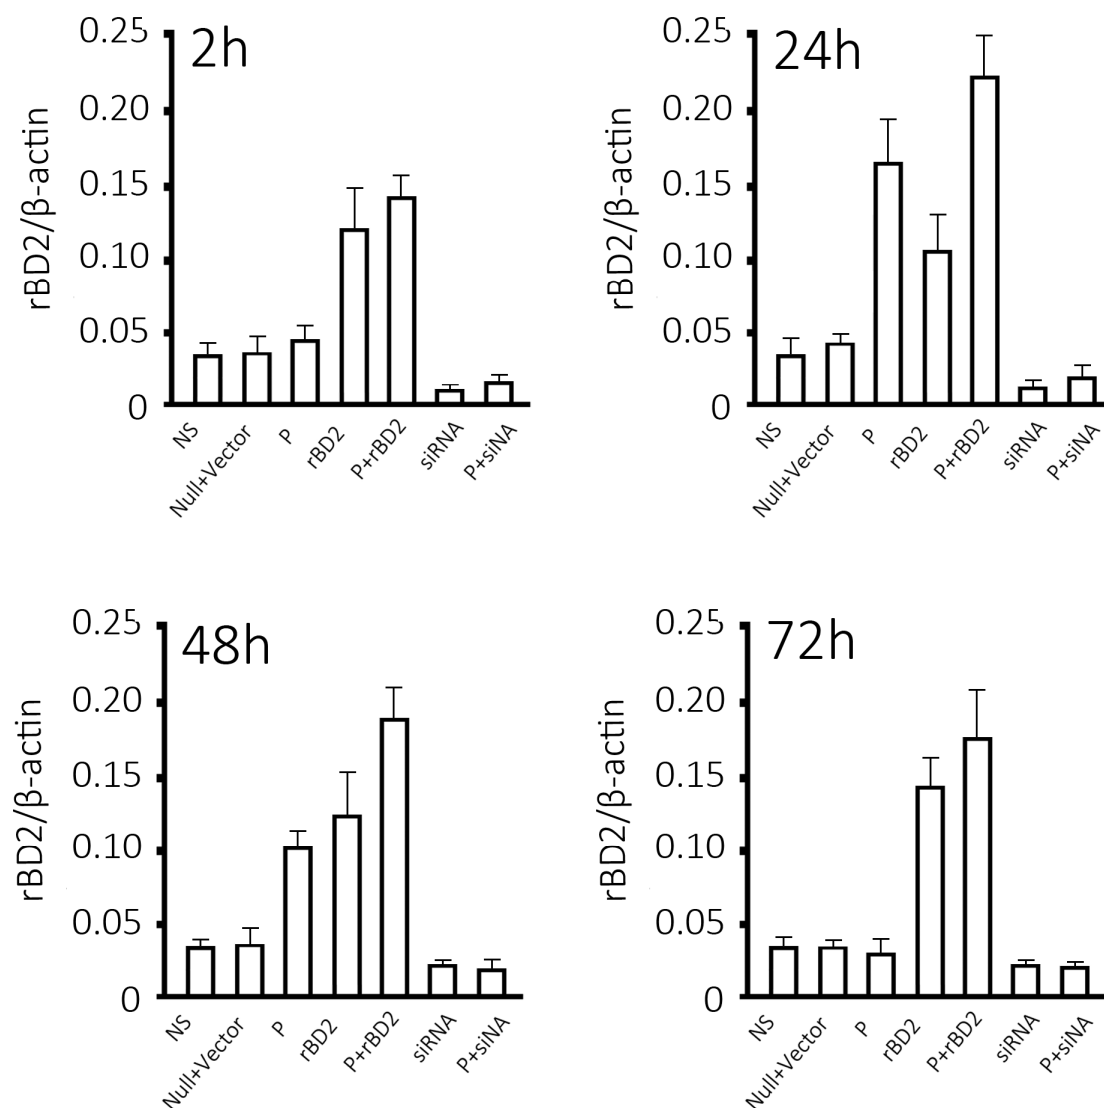 2h
0.25
0.20
0.15
0.10
0.05
0
rBD2/β-actin
NS
Null+Vector
P
rBD2
P+rBD2
siRNA
P+siNA
24h
0.25
0.20
0.15
0.10
0.05
0
rBD2/β-actin
NS
Null+Vector
P
rBD2
P+rBD2
siRNA
P+siNA
48h
0.25
0.20
0.15
0.10
0.05
0
rBD2/β-actin
NS
Null+Vector
P
rBD2
P+rBD2
siRNA
P+siNA
72h
0.25
0.20
0.15
0.10
0.05
0
rBD2/β-actin
NS
Null+Vector
P
rBD2
P+rBD2
siRNA
P+siNA